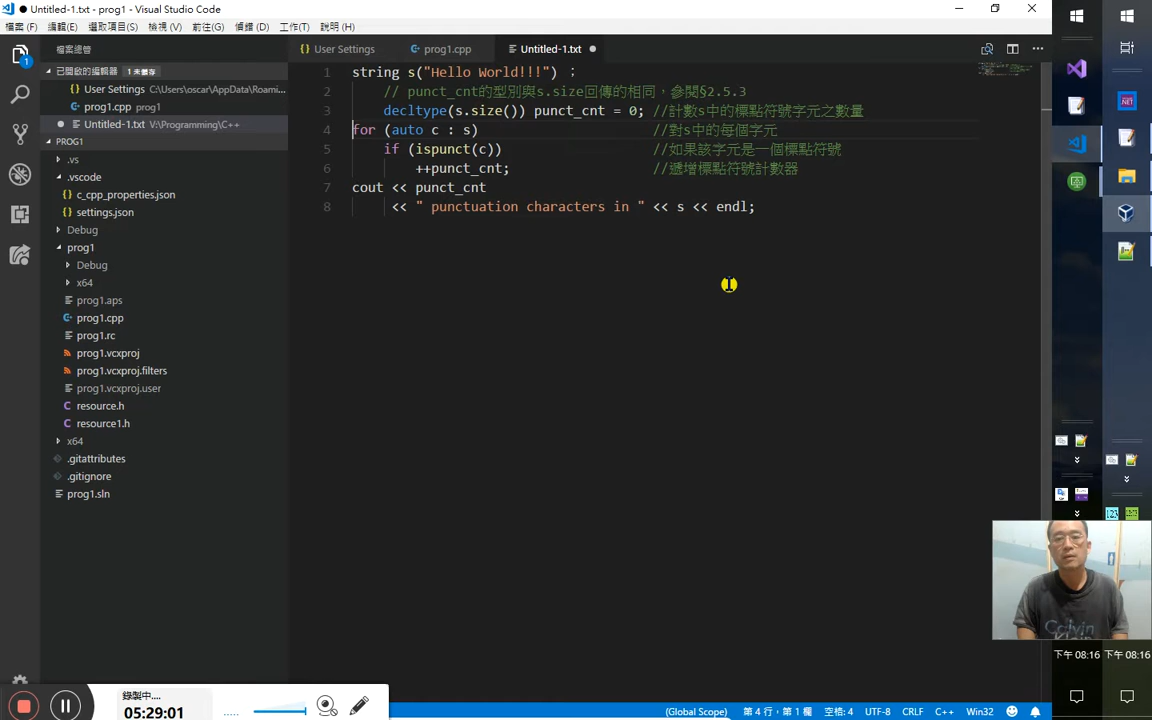 Untitled-1.txt - prog1 - Visual Studio Code
檔案 (F) 編輯(E) 選取項目(S) 檢視 (V) 前往(G) 偵錯 (D) 工作(T) 說明 (H)
檔案總管
已開啟的編輯器 1 未儲存
User Settings C:\Users\oscar\AppData\Roami...
prog1.cpp prog1
Untitled-1.txt V:\Programming\C++
PROG1
.vs
.vscode
c_cpp_properties.json
settings.json
Debug
prog1
Debug
x64
prog1.aps
prog1.cpp
prog1.rc
prog1.vcxproj
prog1.vcxproj.filters
prog1.vcxproj.user
resource.h
resource1.h
x64
.gitattributes
.gitignore
prog1.sln
User Settings prog1.cpp Untitled-1.txt
1 string s("Hello World!!!") ;
2 // punct_cnt的型別與s.size回傳的相同，參閱§2.5.3
3 decltype(s.size()) punct_cnt = 0; //計數s中的標點符號字元之數量
4 for (auto c : s) //對s中的每個字元
5 if (ispunct(c)) //如果該字元是一個標點符號
6 ++punct_cnt; //遞增標點符號計數器
7 cout << punct_cnt
8 << " punctuation characters in " << s << endl;
1
Calvin
Klein
下午 08:16 下午 08:16
錄製中....
05:29:01
(Global Scope) 第 4 行，第 1 欄 空格: 4 UTF-8 CRLF C++ Win32